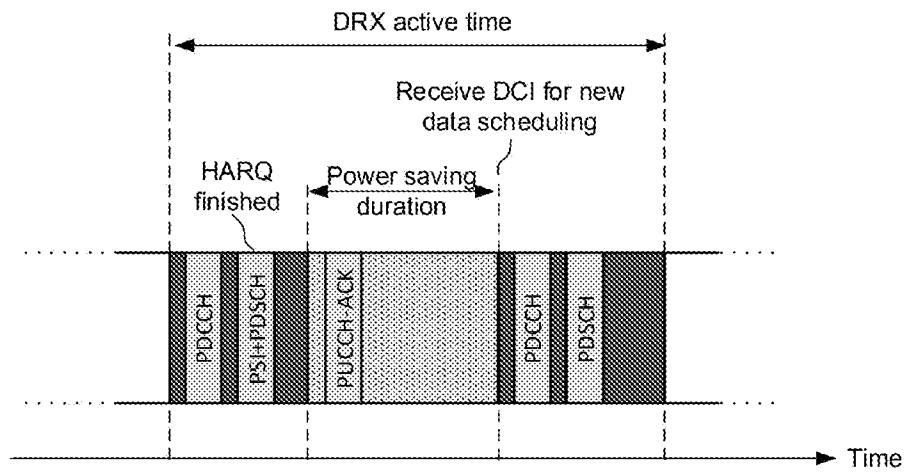 DRX active time
Receive DCI for new
data scheduling
HARQ
finished
Power saving
duration
PDCCH
PSI+PDSCH
PUCCH-ACK
PDCCH
PDSCH
Time